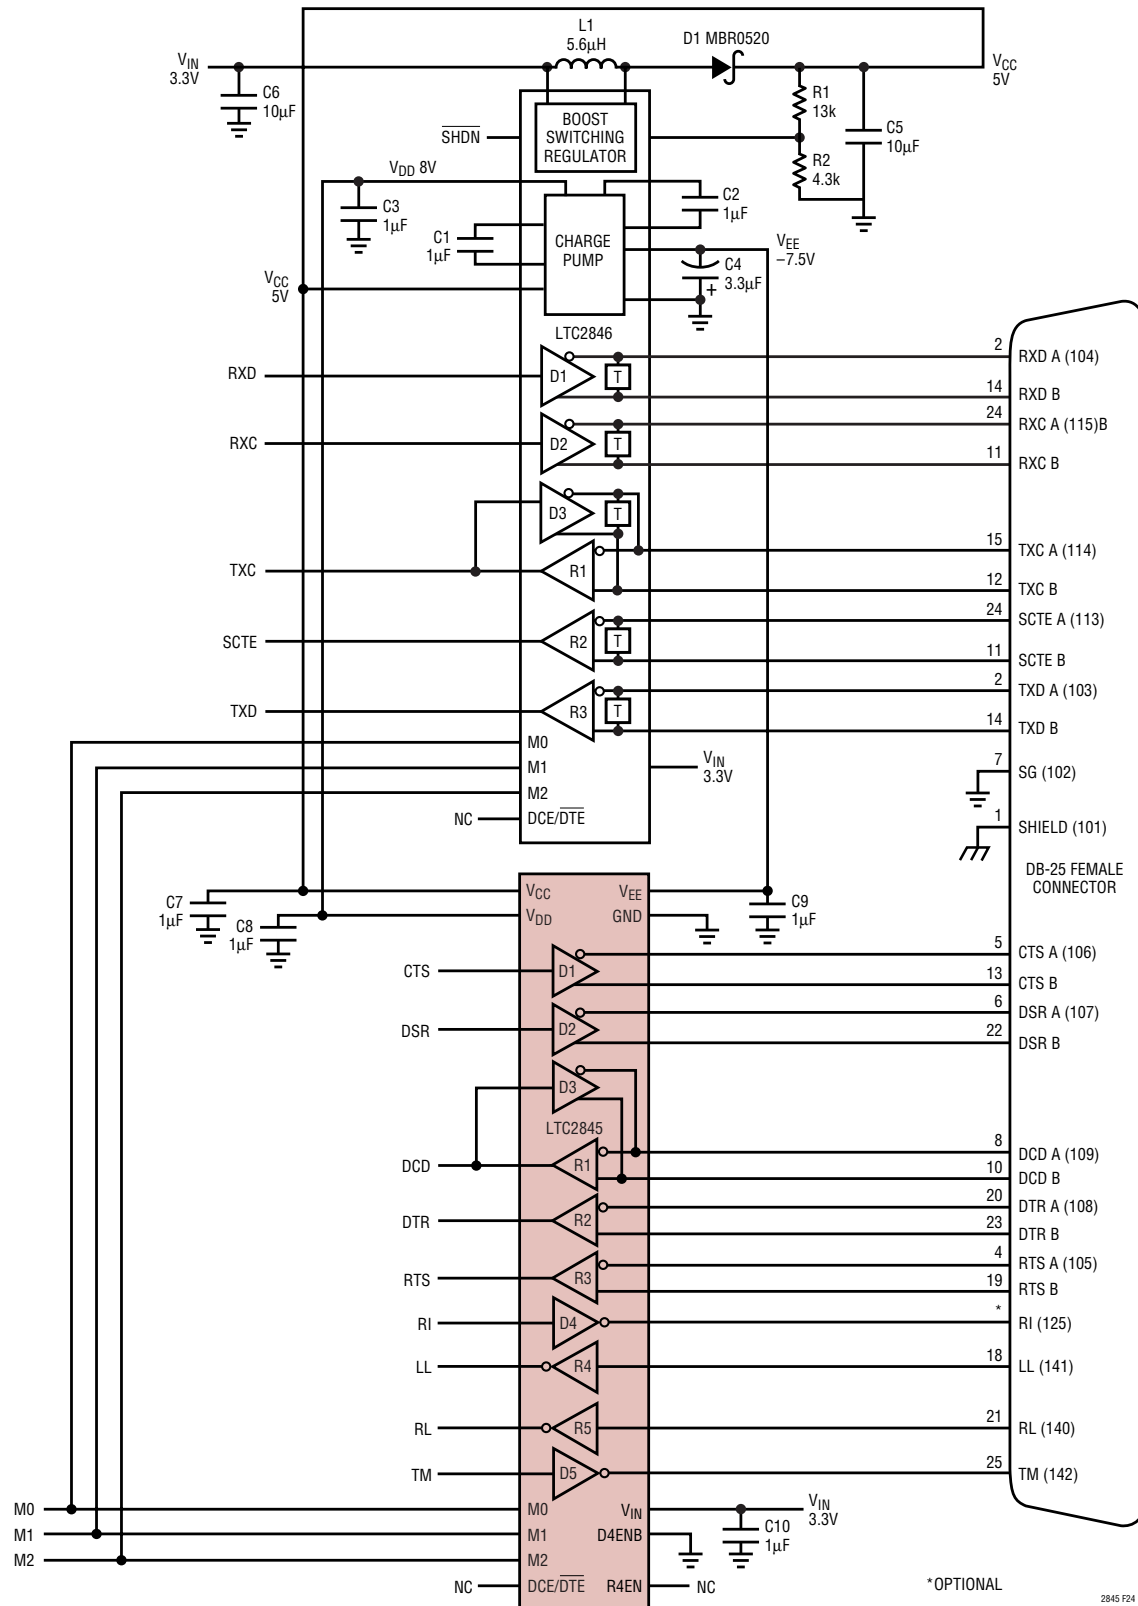 L1
5.6µH
D1 MBR0520
VIN
3.3V
VCC
5V
C6
10µF
R1
13k
BOOST
SWITCHING
REGULATOR
SHDN
C5
10µF
R2
4.3k
VDD 8V
C3
1µF
C2
1µF
C1
1µF
CHARGE
PUMP
VEE
–7.5V
C4
3.3µF
+
VCC
5V
LTC2846
RXD
D1
T
2
RXD A (104)
14
RXD B
RXC
D2
T
24
RXC A (115)B
11
RXC B
D3
T
TXC
R1
15
TXC A (114)
12
TXC B
SCTE
R2
T
24
SCTE A (113)
11
SCTE B
TXD
R3
T
2
TXD A (103)
14
TXD B
M0
M1
M2
NC
DCE/DTE
VIN
3.3V
7
SG (102)
1
SHIELD (101)
DB-25 FEMALE
CONNECTOR
C7
1µF
C8
1µF
VCC
VDD
VEE
GND
C9
1µF
CTS
D1
5
CTS A (106)
13
CTS B
DSR
D2
6
DSR A (107)
22
DSR B
D3
LTC2845
DCD
R1
8
DCD A (109)
10
DCD B
DTR
R2
20
DTR A (108)
23
DTR B
RTS
R3
4
RTS A (105)
19
RTS B
RI
D4
*
RI (125)
LL
R4
18
LL (141)
RL
R5
21
RL (140)
TM
D5
25
TM (142)
M0
M0
VIN
VIN
3.3V
C10
1µF
M1
M1
D4ENB
M2
M2
NC
DCE/DTE
R4EN
NC
*OPTIONAL
2845 F24